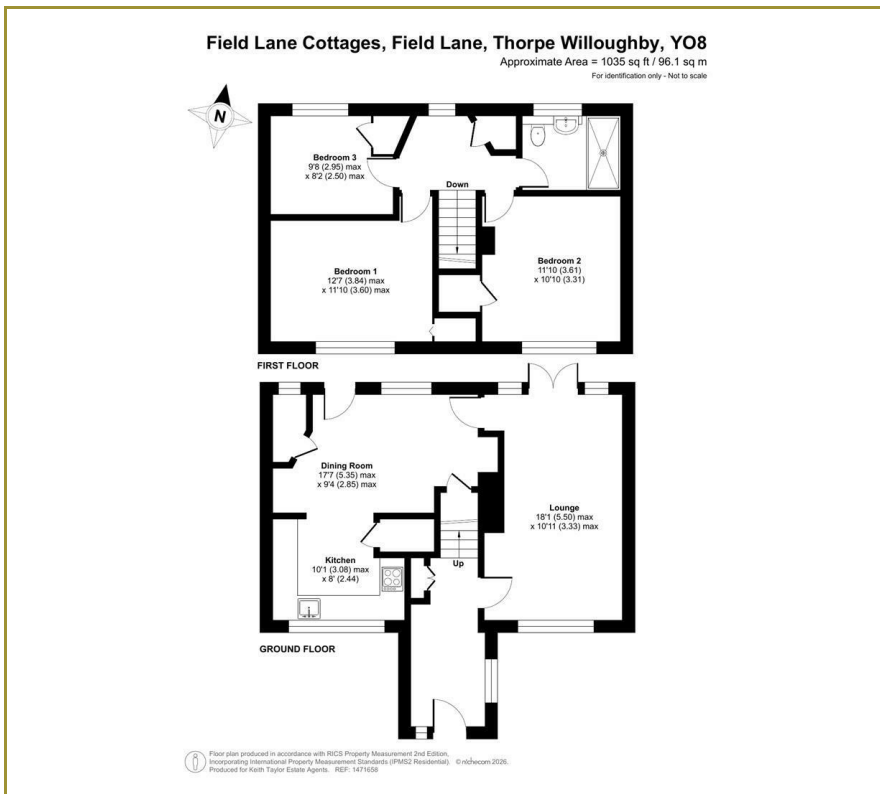 Field Lane Cottages, Field Lane, Thorpe Willoughby, YO8
Approximate Area = 1035 sq ft / 96.1 sq m
For identification only - Not to scale
N
Bedroom 3
9'8 (2.95) max
x 8'2 (2.50) max
Down
Bedroom 1
12'7 (3.84) max
x 11'10 (3.60) max
Bedroom 2
11'10 (3.61)
x 10'10 (3.31)
FIRST FLOOR
Dining Room
17'7 (5.35) max
x 9'4 (2.85) max
Lounge
18'1 (5.50) max
x 10'11 (3.33) max
Kitchen
10'1 (3.08) max
x 8' (2.44)
Up
GROUND FLOOR
Floor plan produced in accordance with RICS Property Measurement 2nd Edition,
Incorporating International Property Measurement Standards (IPMS2 Residential). © nichecom 2026.
Produced for Keith Taylor Estate Agents. REF: 1471658